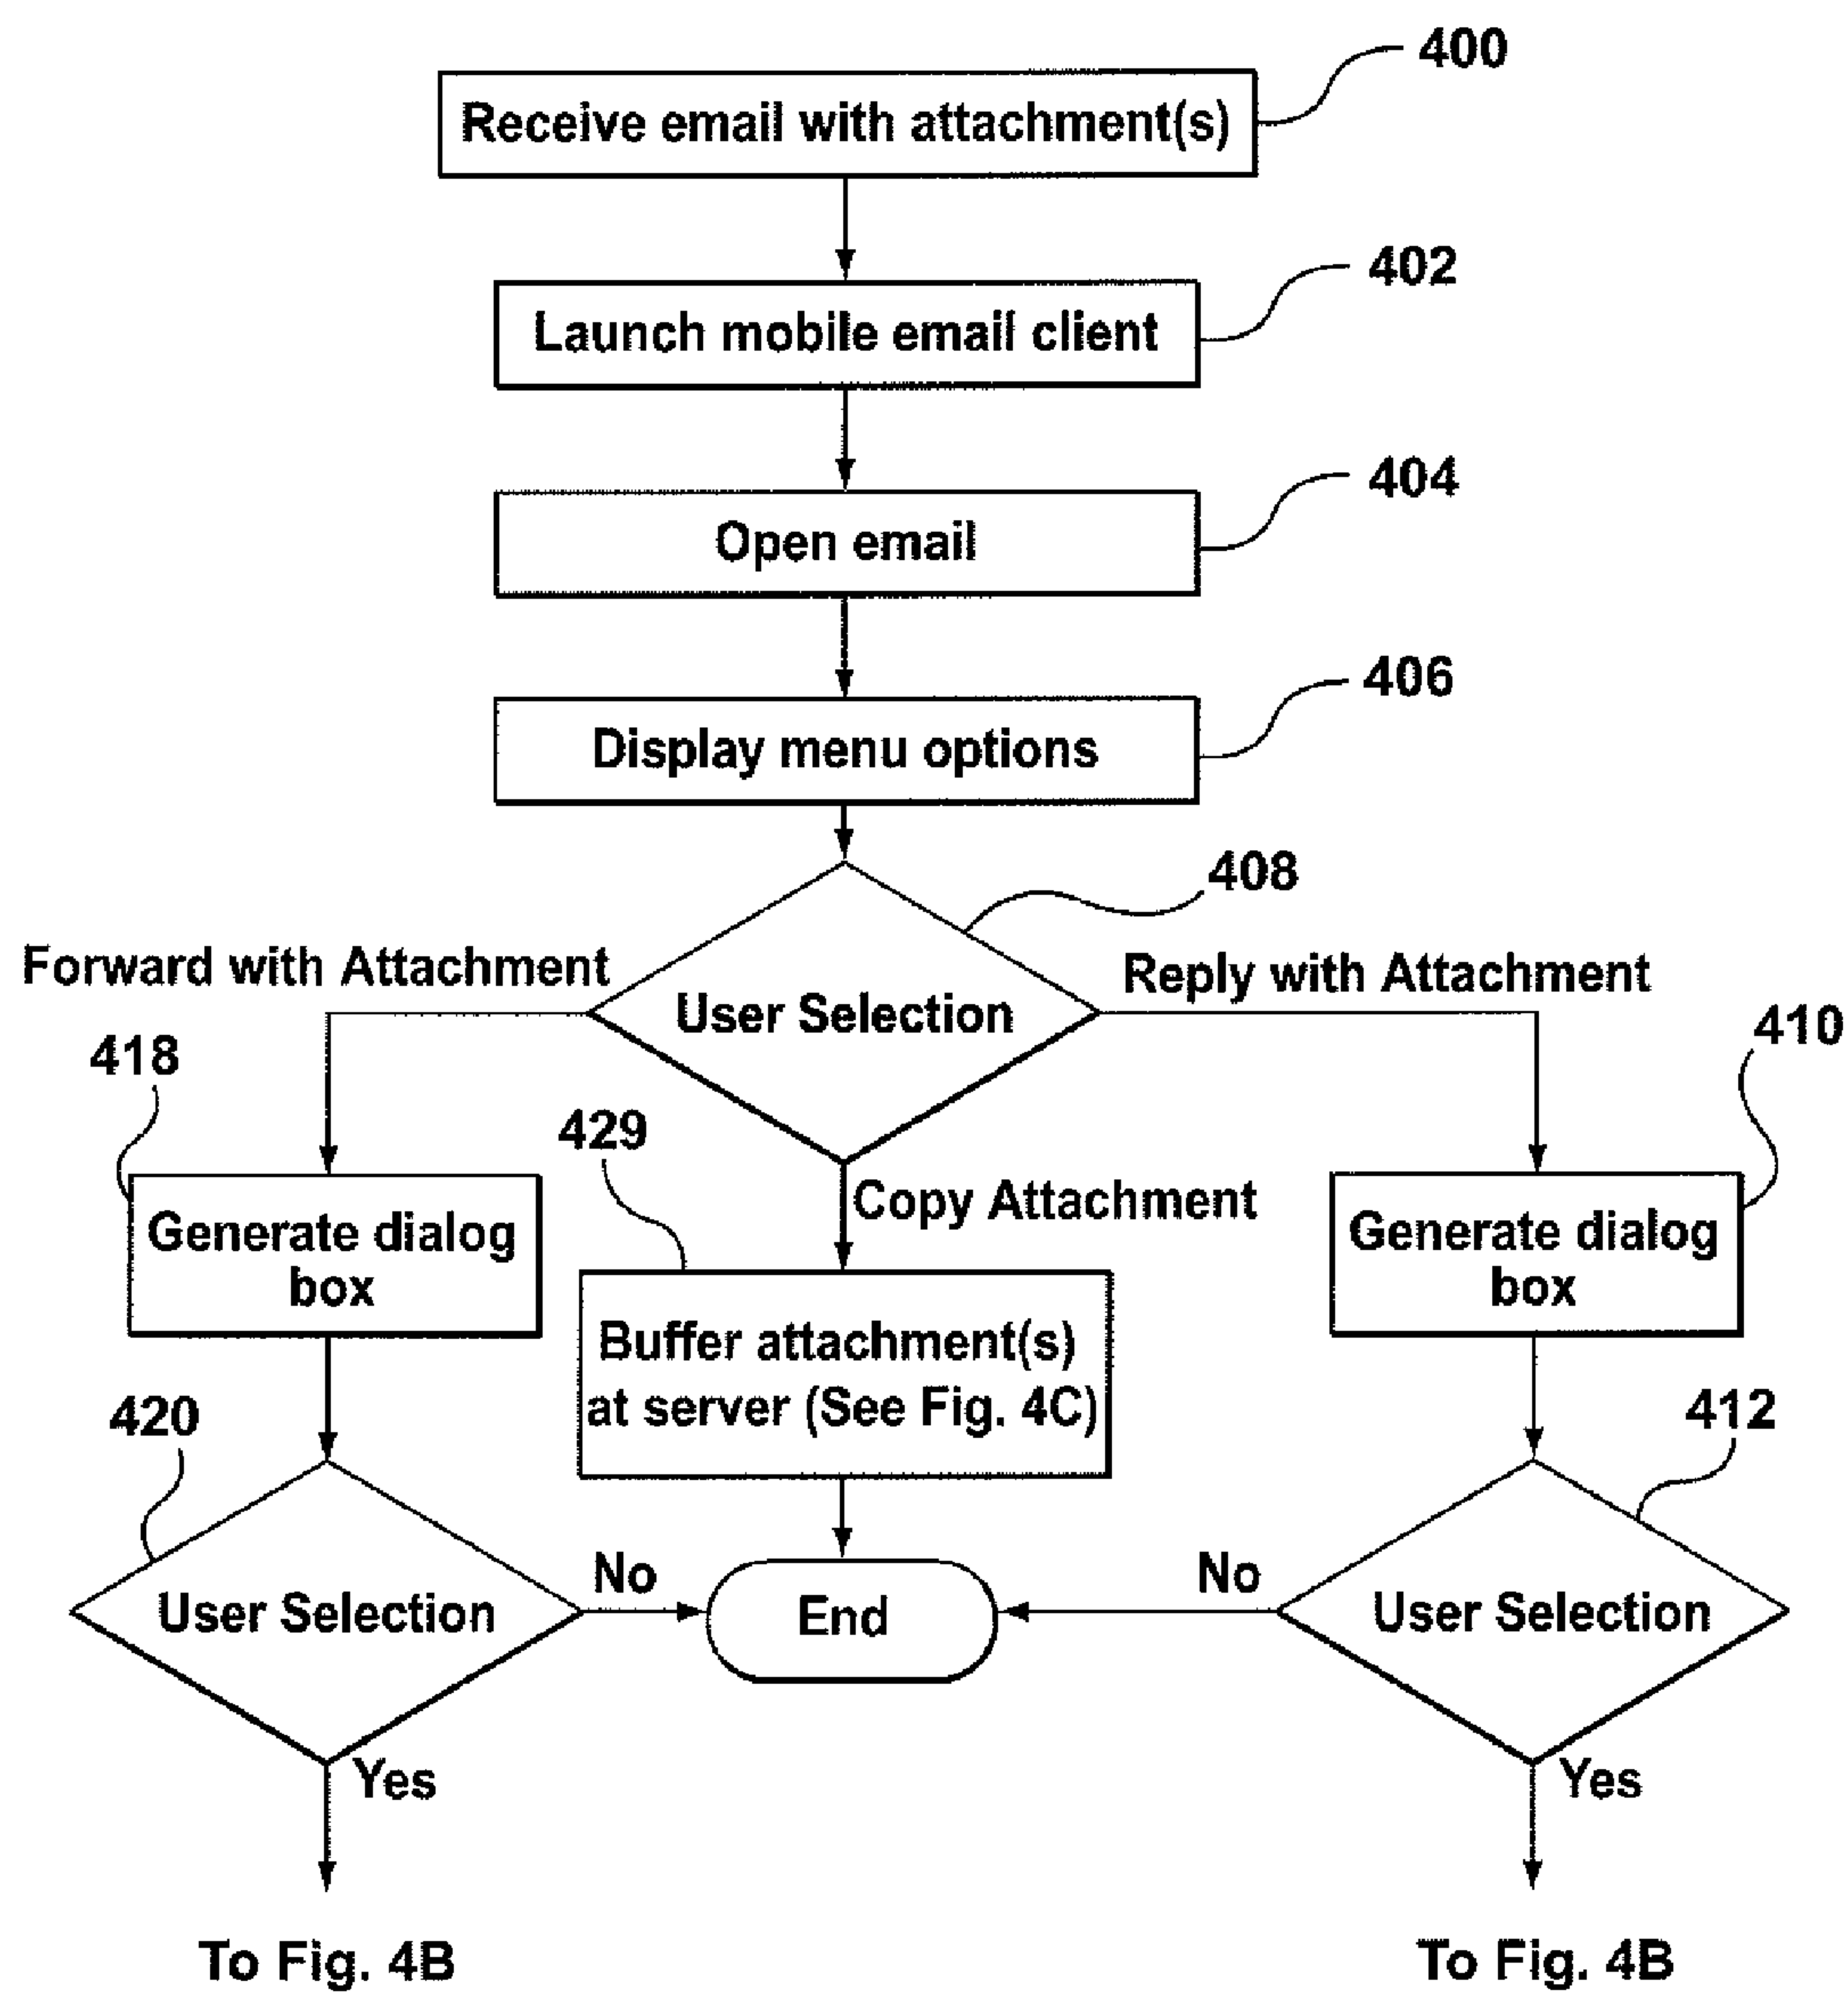 400
Receive email with attachment(s)
402
Launch mobile email client
404
Open email
406
Display menu options
408
Forward with Attachment
User Selection
Reply with Attachment
418
410
429
Copy Attachment
Generate dialog
box
Generate dialog
box
Buffer attachment(s)
at server (See Fig. 4C)
420
412
User Selection
No
End
No
User Selection
Yes
Yes
To Fig. 4B
To Fig. 4B